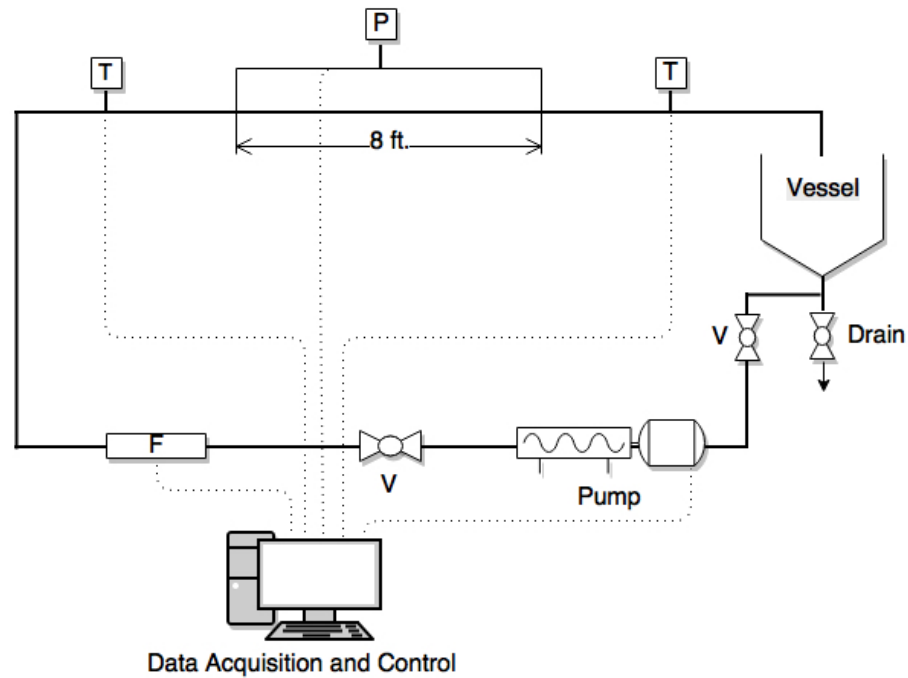 P
T
T
8 ft.
Vessel
V
Drain
F
V
Pump
Data Acquisition and Control